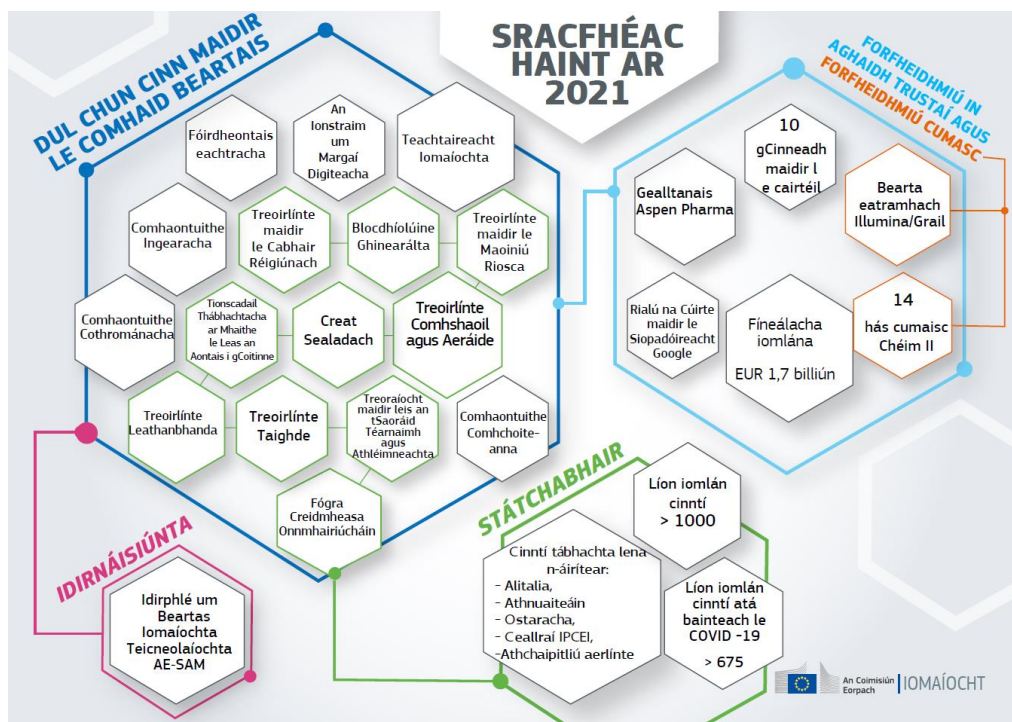 SRACFHÉAC
HAINT AR
2021
DUL CHUN CINN MAIDIR
LE COMHAID BEARTAIS
Fóirdheontais
eachtracha
An
Ionstraim
um
Margaí
Digiteacha
Teachtaireacht
Iomaíochta
Comhaontuithe
Ingearacha
Treoirlínte
maidir
le Cabhair
Réigiúnach
Blocdhíolúine
Ghinearálta
Treoirlínte
maidir le
Maoiniú
Riosca
Comhaontuithe
Cothrománacha
Tionscadail
Thábhachtacha
ar Mhaithe
le Leas an
Aontais i gCoitinne
Creat
Sealadach
Treoirlínte
Comhshaoil
agus Aeráide
Treoirlínte
Leathanbhanda
Treoirlínte
Taighde
Treoraíocht
maidir leis an
tSaoráid
Téarnaimh
agus
Athléimneachta
Comhaontuithe
Comhchoite-
anna
Fógra
Creidmheasa
Onnmhairiúcháin
FORFHEIDHMIÚ IN
AGHAIDH TRUSTAÍ AGUS
FORFHEIDHMIÚ CUMASC
10
gCinneadh
maidir l
e cairtéil
Gealltanais
Aspen Pharma
Bearta
eatramhach
Illumina/Grail
Rialú na Cúirte
maidir le
Siopadóireacht
Google
Fíneálacha
iomlána
EUR 1,7 billiún
14
hás cumaisc
Chéim II
IDIRNÁISIÚNTA
Idirphlé um
Beartas
Iomaíochta
Teicneolaíochta
AE-SAM
STÁTCHABHAIR
Líon iomlán
cinntí
> 1000
Cinntí tábhachta lena
n-áirítear:
- Alitalia,
- Athnuaiteáin
- Ostaracha,
- Ceallraí IPCEI,
-Athchaipitliú aerlínte
Líon iomlán
cinntí atá
bainteach le
COVID -19
> 675
An Coimisiún
Eorpach
IOMAÍOCHT